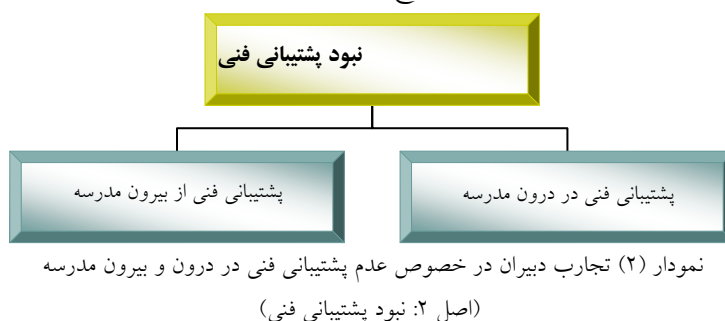 نبود پشتیبانی فنی
پشتیبانی فنی در درون مدرسه
پشتیبانی فنی از بیرون مدرسه
نمودار (۲) تجارب دبیران در خصوص عدم پشتیبانی فنی در درون و بیرون مدرسه
(اصل ۲: نبود پشتیبانی فنی)